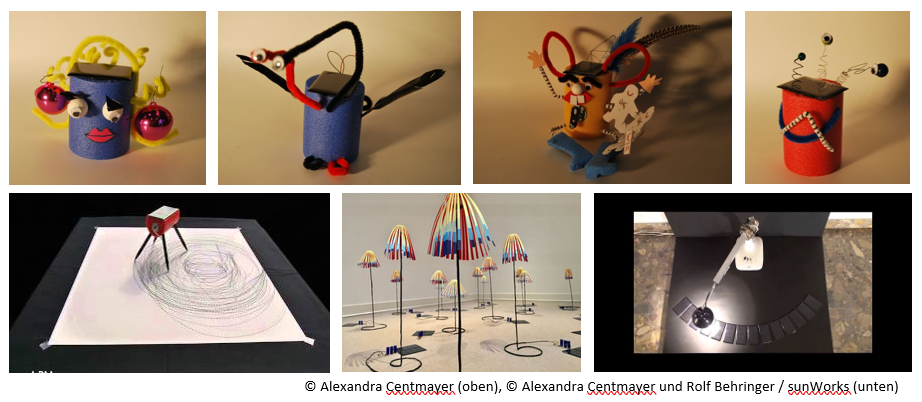 © Alexandra Centmayer (oben), © Alexandra Centmayer und Rolf Behringer / sunWorks (unten)